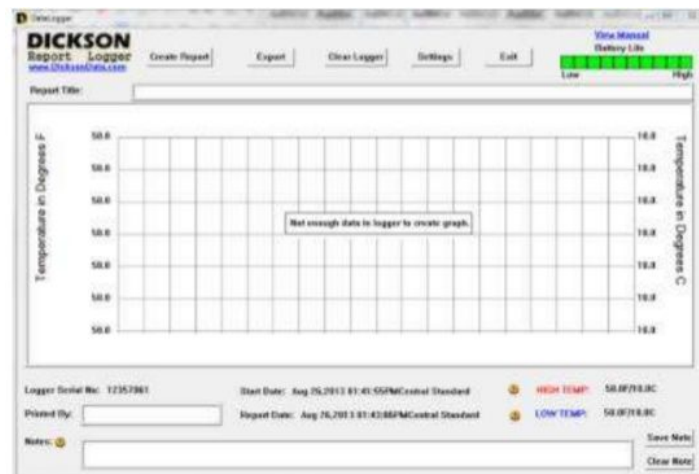 DataLogger
DICKSON
Report Logger
www.DicksonData.com
Create Report
Export
Clear Logger
Settings
Exit
View Manual
Battery Life
Low High
Report Title:
Temperature in Degrees F
50.0
50.0
50.0
50.0
50.0
50.0
50.0
Not enough data in logger to create graph.
10.0
10.0
10.0
10.0
10.0
10.0
10.0
Temperature in Degrees C
Logger Serial No: 12357061
Start Date: Aug 26,2013 01:41:55PMCentral Standard
HIGH TEMP: 50.0F/10.0C
Printed By:
Report Date: Aug 26,2013 01:43:08PMCentral Standard
LOW TEMP: 50.0F/10.0C
Notes:
Save Note
Clear Note